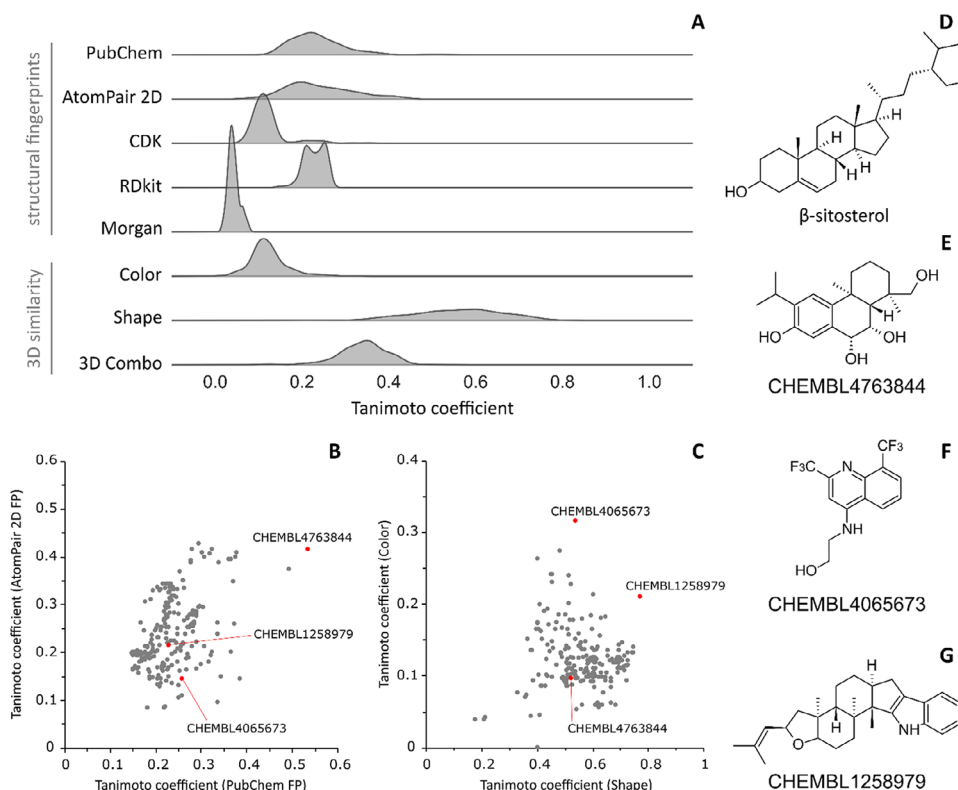 A
structural fingerprints
PubChem
AtomPair 2D
CDK
RDkit
Morgan
3D similarity
Color
Shape
3D Combo
0.0 0.2 0.4 0.6 0.8 1.0
Tanimoto coefficient
D
H
H
H
HO
β-sitosterol
E
OH
H
HO
OH
OH
CHEMBL4763844
B
Tanimoto coefficient (AtomPair 2D FP)
0.6
0.5
0.4
0.3
0.2
0.1
0
CHEMBL4763844
CHEMBL1258979
CHEMBL4065673
0 0.1 0.2 0.3 0.4 0.5 0.6
Tanimoto coefficient (PubChem FP)
C
Tanimoto coefficient (Color)
0.4
0.3
0.2
0.1
0
CHEMBL4065673
CHEMBL1258979
CHEMBL4763844
0 0.2 0.4 0.6 0.8 1
Tanimoto coefficient (Shape)
F
CF3
F3C
N
NH
HO
CHEMBL4065673
G
H
H
O
NH
CHEMBL1258979